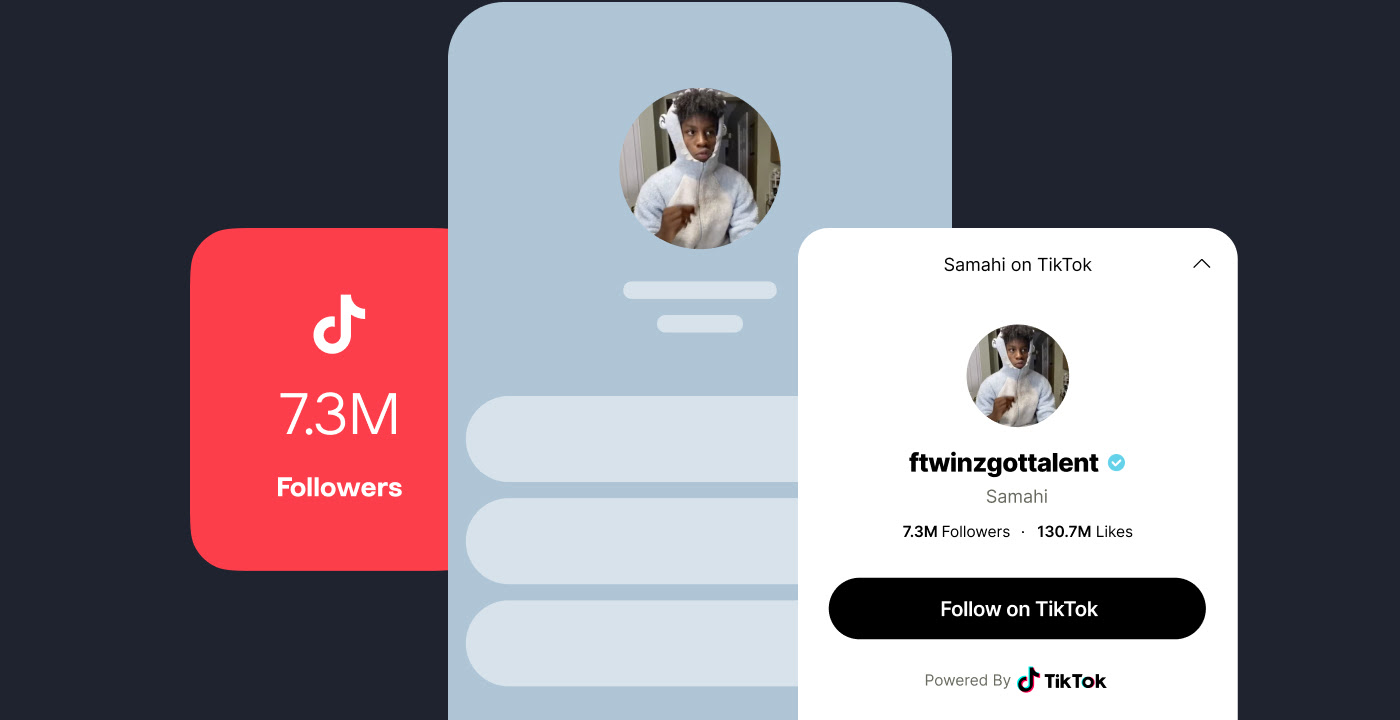 7.3M
Followers
Samahi on TikTok
ftwinzgottalent
Samahi
7.3M Followers · 130.7M Likes
Follow on TikTok
Powered By TikTok